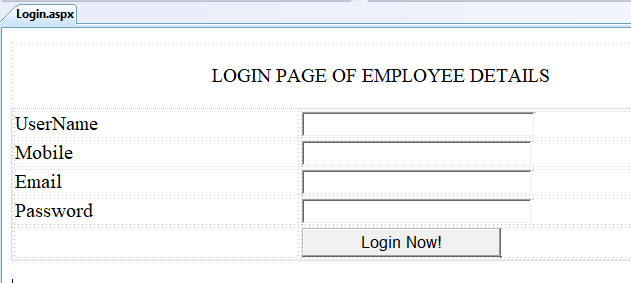 Login.aspx
LOGIN PAGE OF EMPLOYEE DETAILS
UserName
Mobile
Email
Password
Login Now!